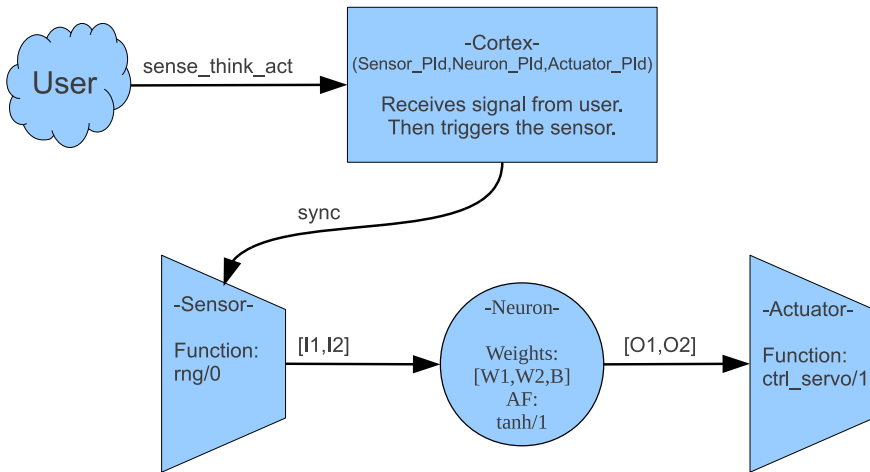 User
sense_think_act
-Cortex-
(Sensor_PId,Neuron_PId,Actuator_PId)
Receives signal from user.
Then triggers the sensor.
sync
-Sensor-
Function:
rng/0
[I1,I2]
-Neuron-
Weights:
[W1,W2,B]
AF:
tanh/1
[O1,O2]
-Actuator-
Function:
ctrl_servo/1